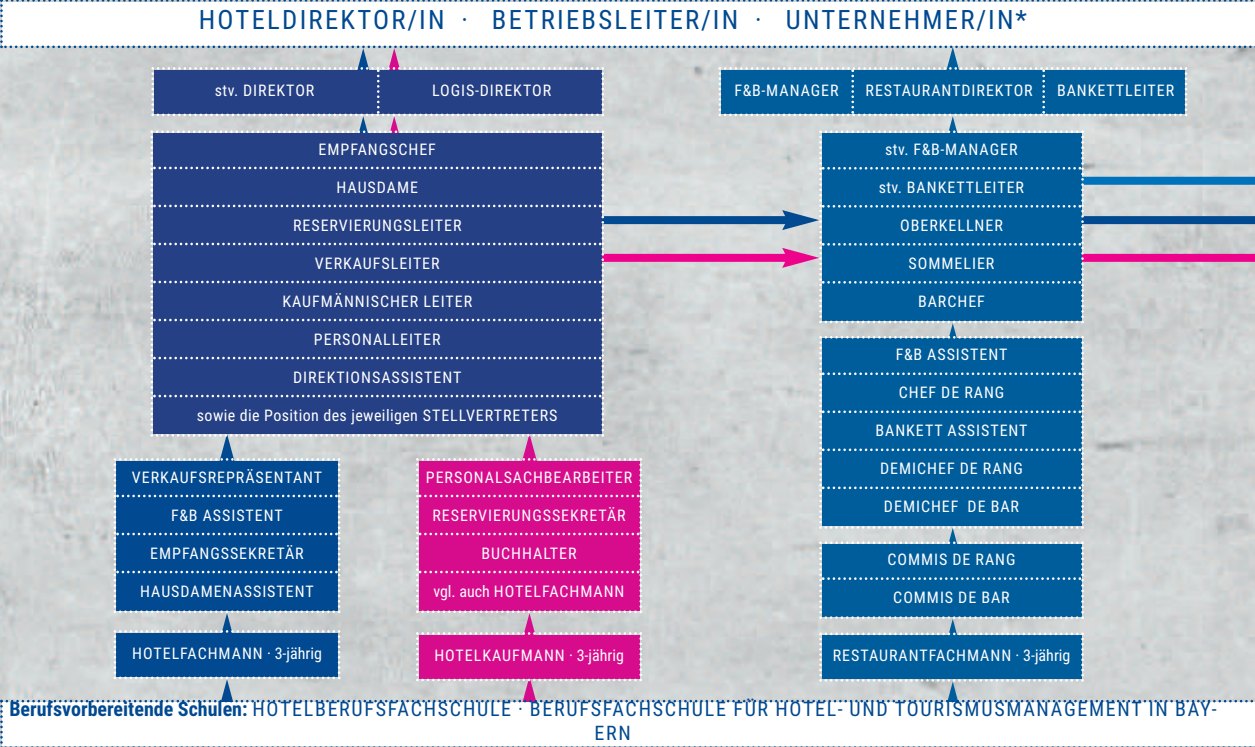 HOTELDIREKTOR/IN · BETRIEBSLEITER/IN · UNTERNEHMER/IN*
stv. DIREKTOR
LOGIS-DIREKTOR
EMPFANGSCHEF
HAUSDAME
RESERVIERUNGSLEITER
VERKAUFSLEITER
KAUFMÄNNISCHER LEITER
PERSONALLEITER
DIREKTIONSASSISTENT
sowie die Position des jeweiligen STELLVERTRETERS
VERKAUFSREPRÄSENTANT
F&B ASSISTENT
EMPFANGSSEKRETÄR
HAUSDAMENASSISTENT
HOTELFACHMANN · 3-jährig
PERSONALSACHBEARBEITER
RESERVIERUNGSSEKRETÄR
BUCHHALTER
vgl. auch HOTELFACHMANN
HOTELKAUFMANN · 3-jährig
F&B-MANAGER
RESTAURANTDIREKTOR
BANKETTLEITER
stv. F&B-MANAGER
stv. BANKETTLEITER
OBERKELLNER
SOMMELIER
BARCHEF
F&B ASSISTENT
CHEF DE RANG
BANKETT ASSISTENT
DEMICHEF DE RANG
DEMICHEF DE BAR
COMMIS DE RANG
COMMIS DE BAR
RESTAURANTFACHMANN · 3-jährig
Berufsvorbereitende Schulen: HOTELBERUFSFACHSCHULE · BERUFSFACHSCHULE FÜR HOTEL- UND TOURISMUSMANAGEMENT IN BAY-
ERN